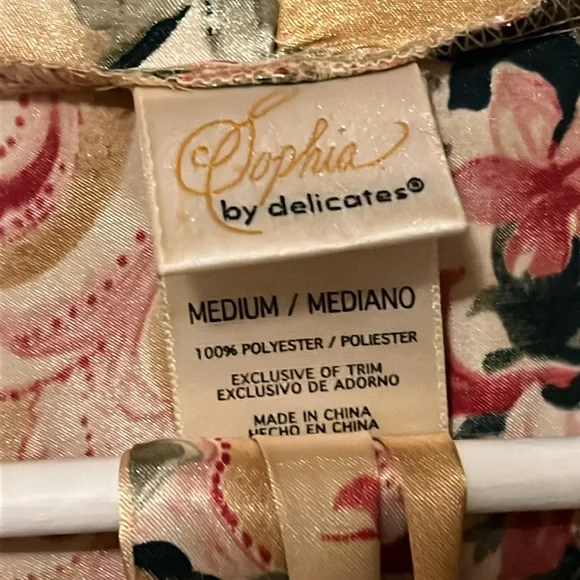 Sophia
by delicates®
MEDIUM / MEDIANO
100% POLYESTER / POLIESTER
EXCLUSIVE OF TRIM
EXCLUSIVO DE ADORNO
MADE IN CHINA
HECHO EN CHINA